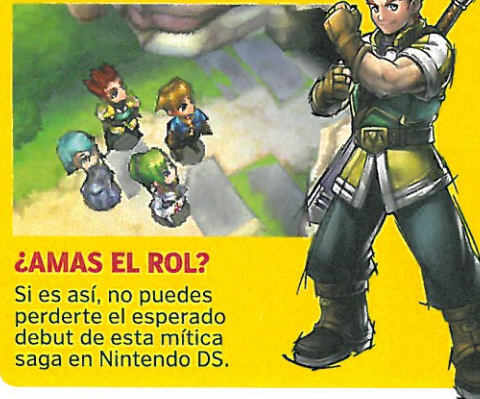 ¿AMAS EL ROL?
Si es así, no puedes
perderte el esperado
debut de esta mítica
saga en Nintendo DS.